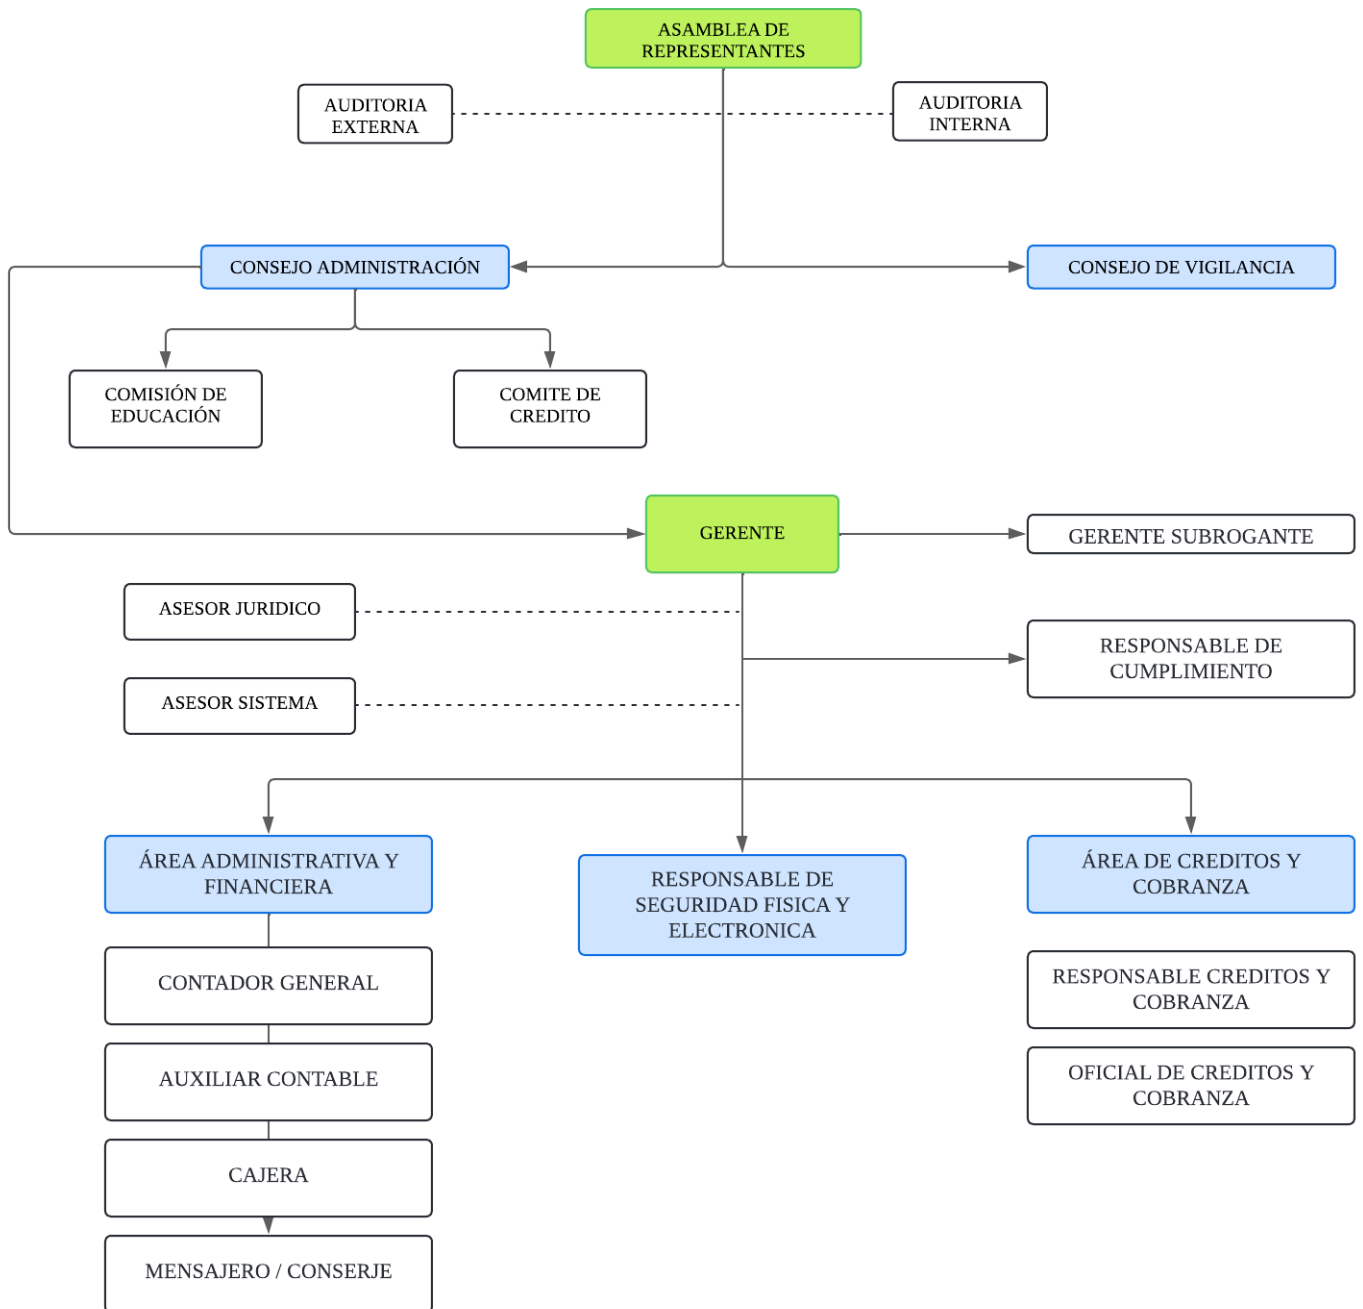 ASAMBLEA DE
REPRESENTANTES
AUDITORIA
EXTERNA
AUDITORIA
INTERNA
CONSEJO ADMINISTRACIÓN
CONSEJO DE VIGILANCIA
COMISIÓN DE
EDUCACIÓN
COMITE DE
CREDITO
GERENTE
GERENTE SUBROGANTE
ASESOR JURIDICO
RESPONSABLE DE
CUMPLIMIENTO
ASESOR SISTEMA
ÁREA ADMINISTRATIVA Y
FINANCIERA
RESPONSABLE DE
SEGURIDAD FISICA Y
ELECTRONICA
ÁREA DE CREDITOS Y
COBRANZA
CONTADOR GENERAL
RESPONSABLE CREDITOS Y
COBRANZA
AUXILIAR CONTABLE
OFICIAL DE CREDITOS Y
COBRANZA
CAJERA
MENSAJERO / CONSERJE